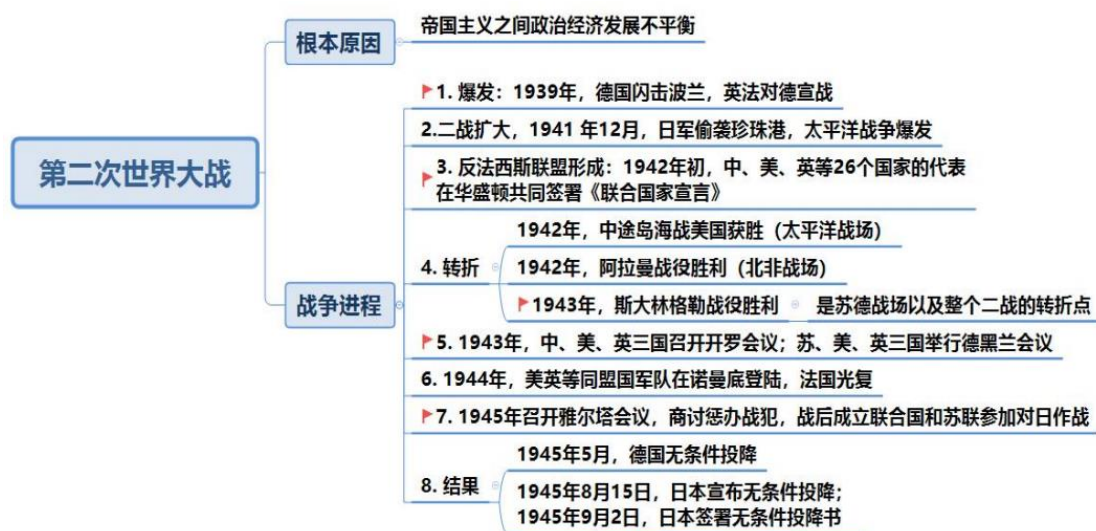 第二次世界大战
根本原因
帝国主义之间政治经济发展不平衡
战争进程
1. 爆发：1939年，德国闪击波兰，英法对德宣战
2.二战扩大，1941 年12月，日军偷袭珍珠港，太平洋战争爆发
3. 反法西斯联盟形成：1942年初，中、美、英等26个国家的代表
在华盛顿共同签署《联合国家宣言》
4. 转折
1942年，中途岛海战美国获胜（太平洋战场）
1942年，阿拉曼战役胜利（北非战场）
1943年，斯大林格勒战役胜利
是苏德战场以及整个二战的转折点
5. 1943年，中、美、英三国召开开罗会议；苏、美、英三国举行德黑兰会议
6. 1944年，美英等同盟国军队在诺曼底登陆，法国光复
7. 1945年召开雅尔塔会议，商讨惩办战犯，战后成立联合国和苏联参加对日作战
8. 结果
1945年5月，德国无条件投降
1945年8月15日，日本宣布无条件投降；
1945年9月2日，日本签署无条件投降书